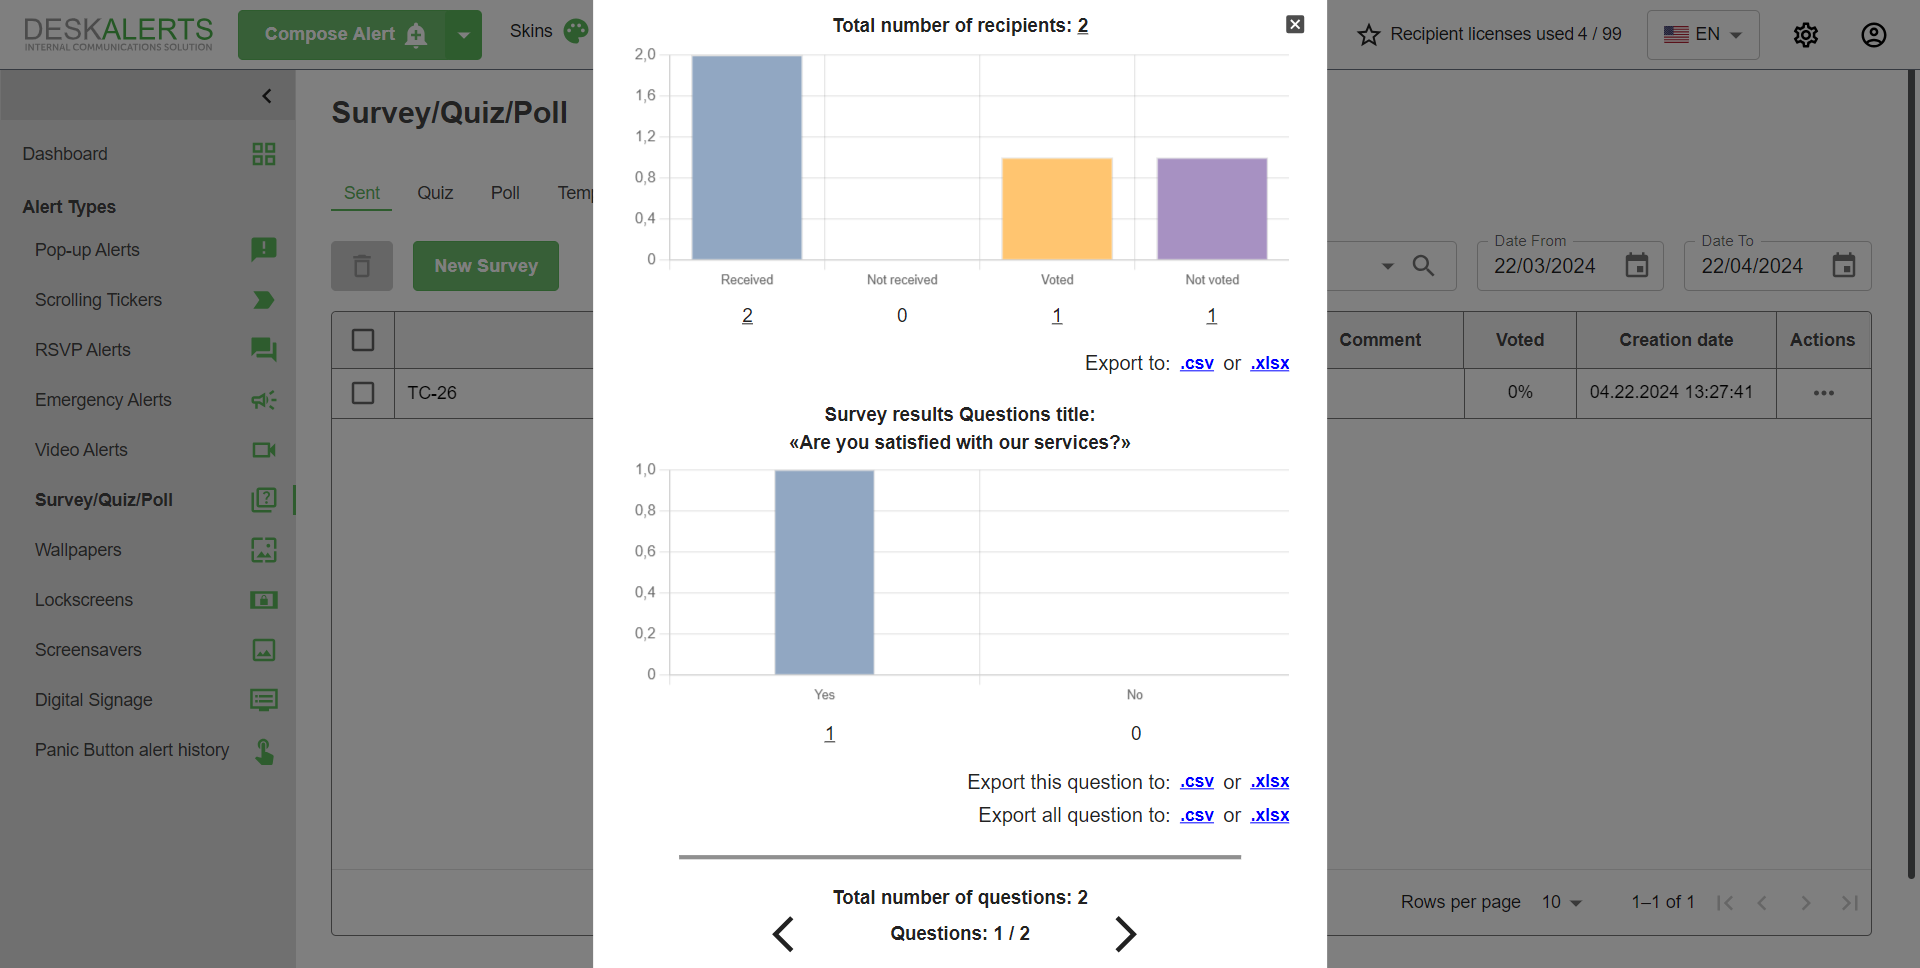 DESKALERTS
INTERNAL COMMUNICATIONS SOLUTION
Compose Alert
Skins
Recipient licenses used 4 / 99
EN
Dashboard
Alert Types
Pop-up Alerts
Scrolling Tickers
RSVP Alerts
Emergency Alerts
Video Alerts
Survey/Quiz/Poll
Wallpapers
Lockscreens
Screensavers
Digital Signage
Panic Button alert history
Survey/Quiz/Poll
Sent Quiz Poll Temp
New Survey
Date From
22/03/2024
Date To
22/04/2024
Comment Voted Creation date Actions
TC-26 0% 04.22.2024 13:27:41
Rows per page 10 1–1 of 1
Total number of recipients: 2
2,0
1,6
1,2
0,8
0,4
0
Received Not received Voted Not voted
2 0 1 1
Export to: .csv or .xlsx
Survey results Questions title:
«Are you satisfied with our services?»
1,0
0,8
0,6
0,4
0,2
0
Yes No
1 0
Export this question to: .csv or .xlsx
Export all question to: .csv or .xlsx
Total number of questions: 2
Questions: 1 / 2